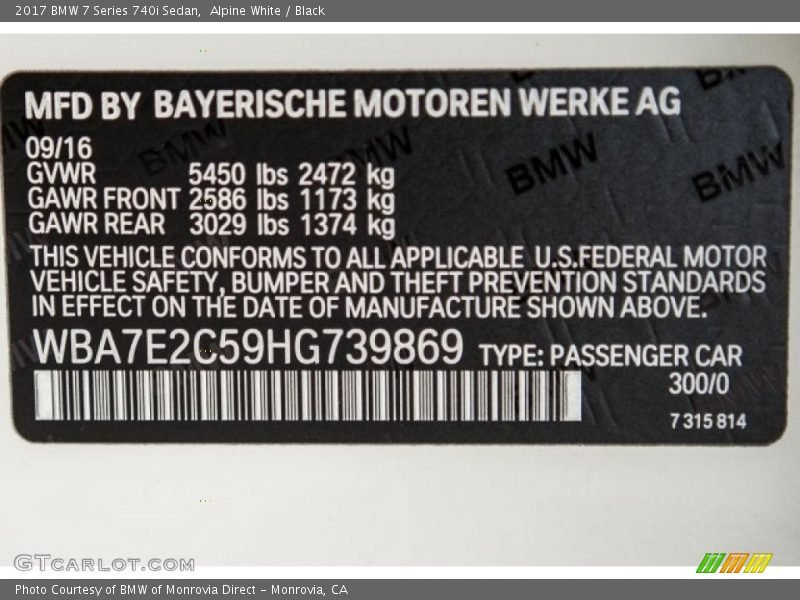 2017 BMW 7 Series 740i Sedan, Alpine White / Black
MFD BY BAYERISCHE MOTOREN WERKE AG
09/16
GVWR 5450 lbs 2472 kg
GAWR FRONT 2586 lbs 1173 kg
GAWR REAR 3029 lbs 1374 kg
THIS VEHICLE CONFORMS TO ALL APPLICABLE U.S.FEDERAL MOTOR
VEHICLE SAFETY, BUMPER AND THEFT PREVENTION STANDARDS
IN EFFECT ON THE DATE OF MANUFACTURE SHOWN ABOVE.
WBA7E2C59HG739869 TYPE: PASSENGER CAR
300/0
7 315 814
BMW
BMW
BMW
BMW
GTCARLOT.COM
Photo Courtesy of BMW of Monrovia Direct - Monrovia, CA